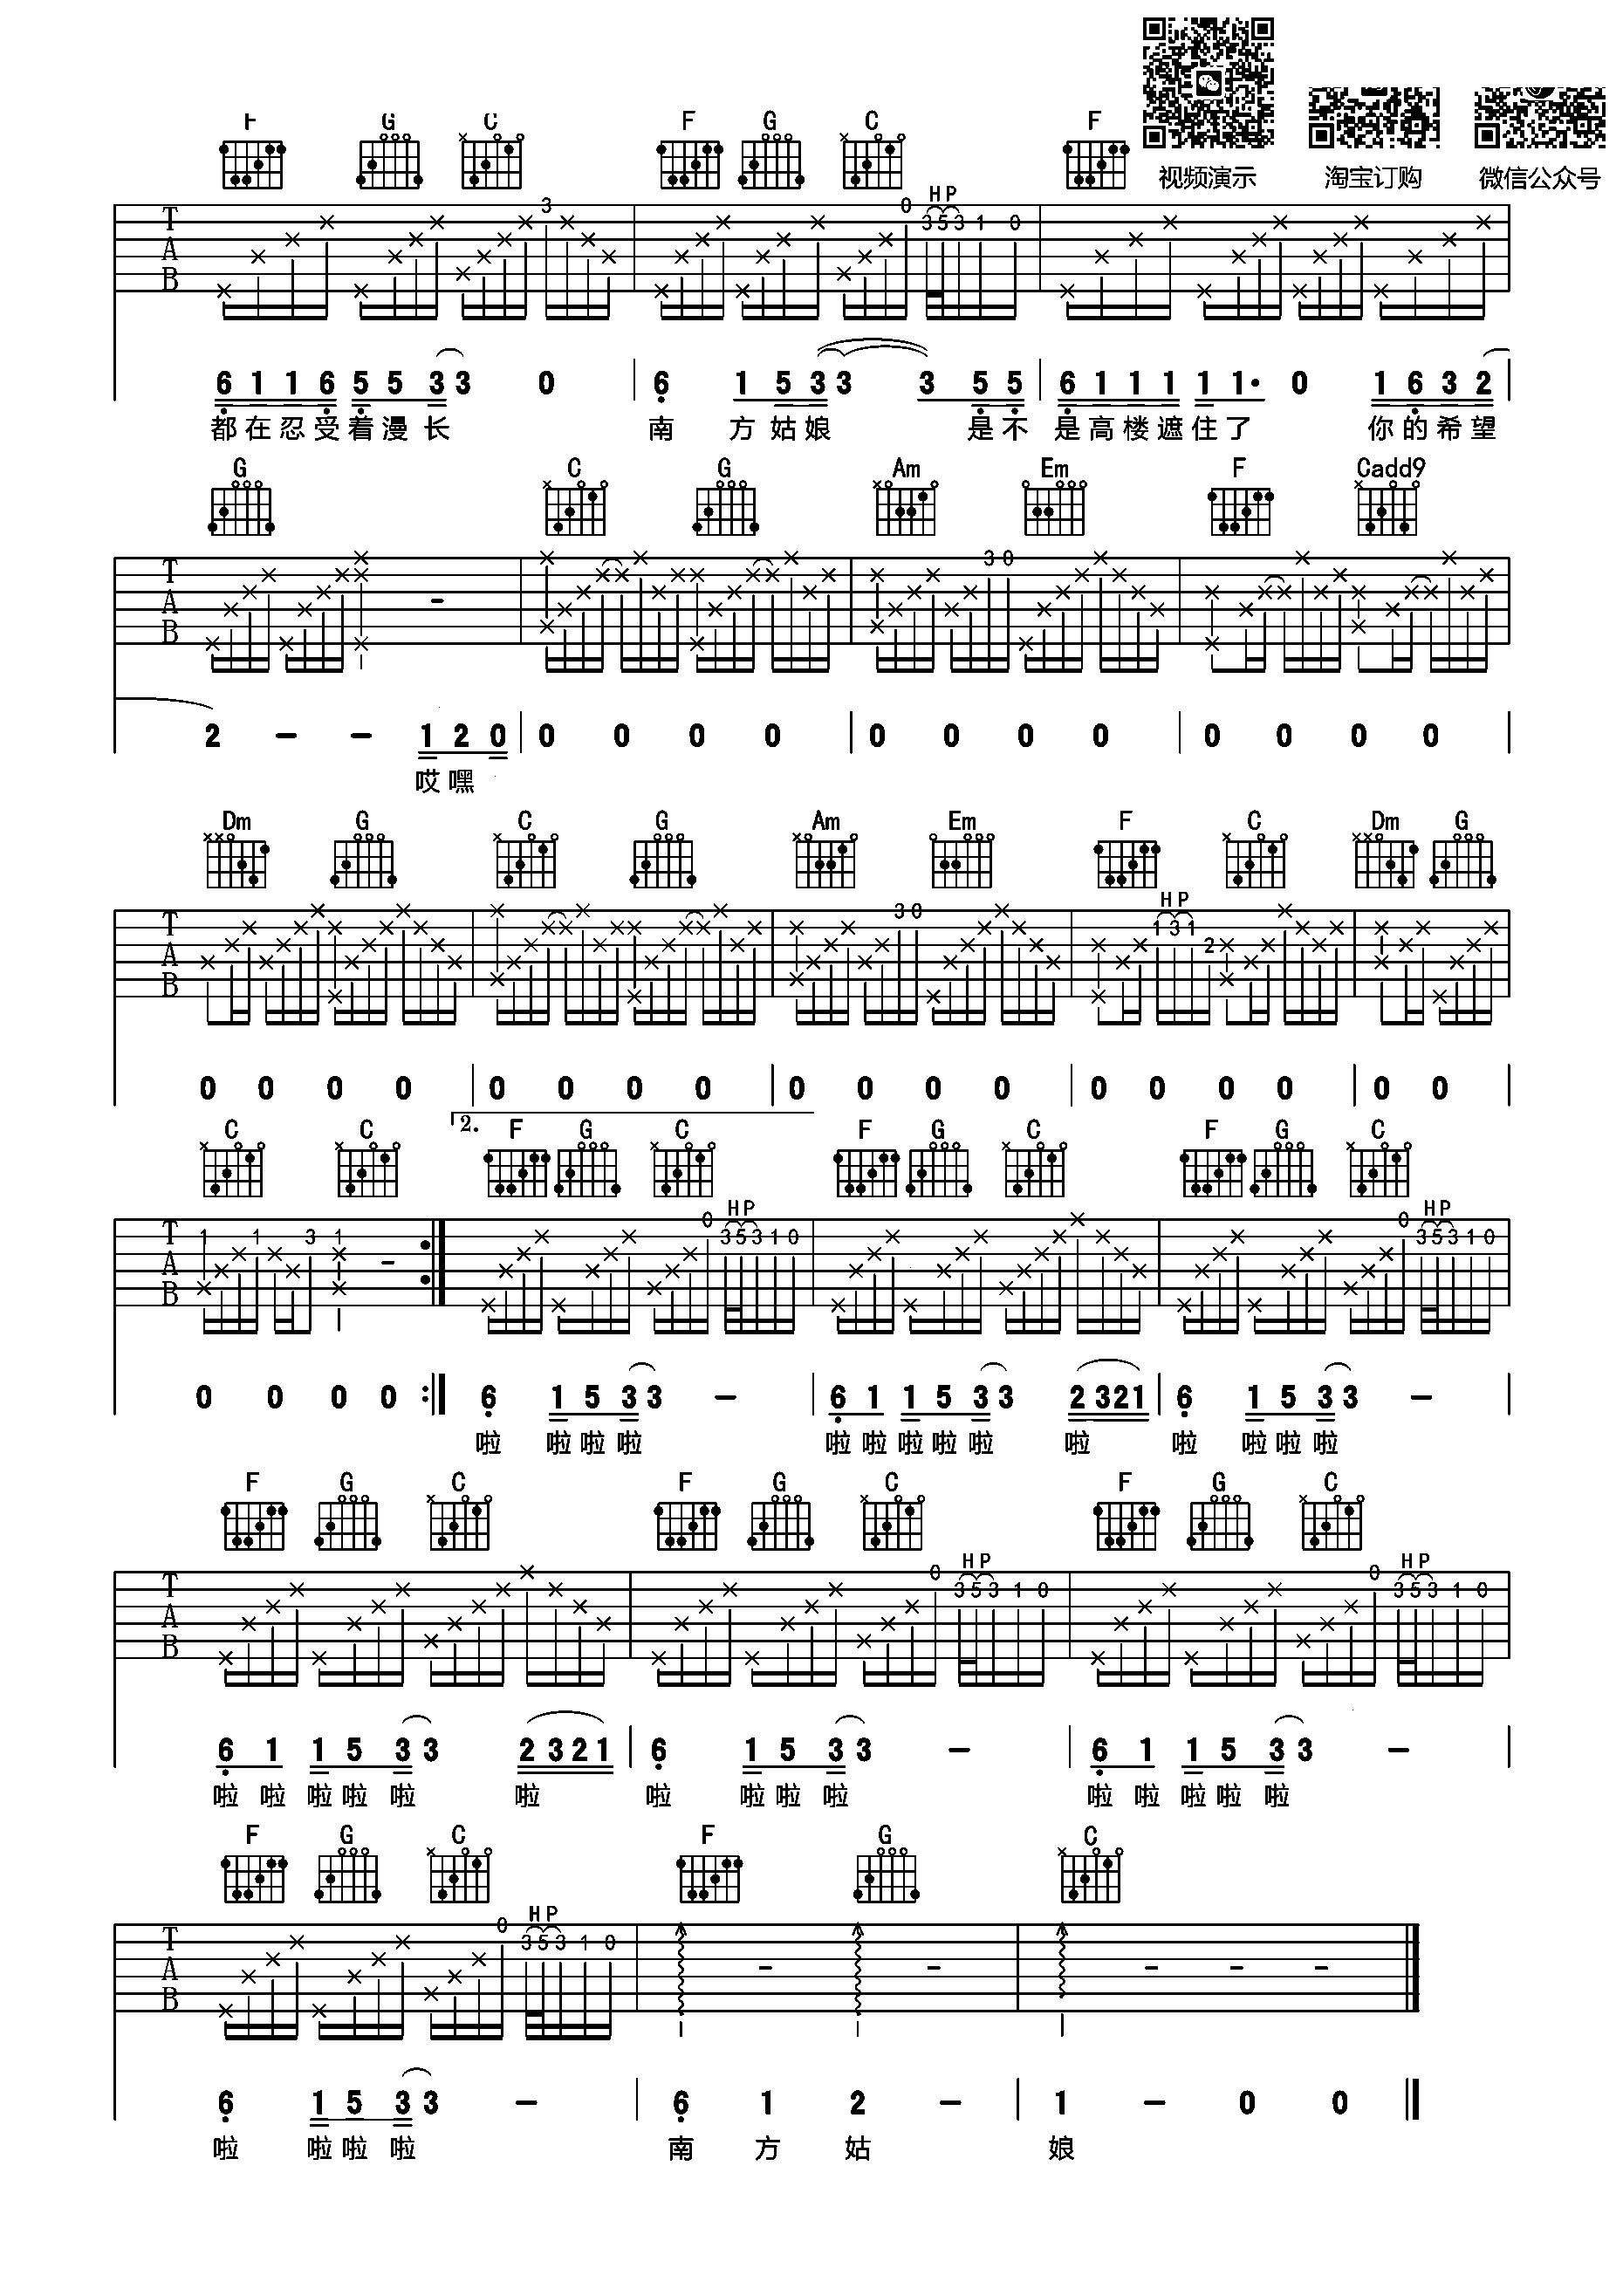 视频演示 淘宝订购 微信公众号
F G C F G C F
3 0 H P 3 5 3 1 0
T A B
6 1 1 6 5 5 3 3 0 6 1 5 3 3 3 5 5 6 1 1 1 1 1· 0 1 6 3 2
都在忍受着漫长 南 方姑娘 是不 是高楼遮住了 你的希望
G C G Am Em F Cadd9
3 0
T A B
2 - - 1 2 0 0 0 0 0 0 0 0 0 0 0 0 0
哎嘿
Dm G C G Am Em F C Dm G
3 0 H P 1 3 1 2
T A B
0 0 0 0 0 0 0 0 0 0 0 0 0 0 0 0 0 0
C C 2. F G C F G C F G C
1 1 3 1 0 H P 3 5 3 1 0 0 H P 3 5 3 1 0
T A B
0 0 0 0 6 1 5 3 3 - 6 1 1 5 3 3 2 3 2 1 6 1 5 3 3 -
啦 啦啦啦 啦啦啦啦啦 啦 啦 啦啦啦
F G C F G C F G C
0 H P 3 5 3 1 0 0 H P 3 5 3 1 0
T A B
6 1 1 5 3 3 2 3 2 1 6 1 5 3 3 - 6 1 1 5 3 3 -
啦啦啦啦啦 啦 啦 啦啦啦 啦啦啦啦啦
F G C F G C
0 H P 3 5 3 1 0
T A B
6 1 5 3 3 - 6 1 2 - 1 - 0 0
啦 啦啦啦 南 方 姑 娘